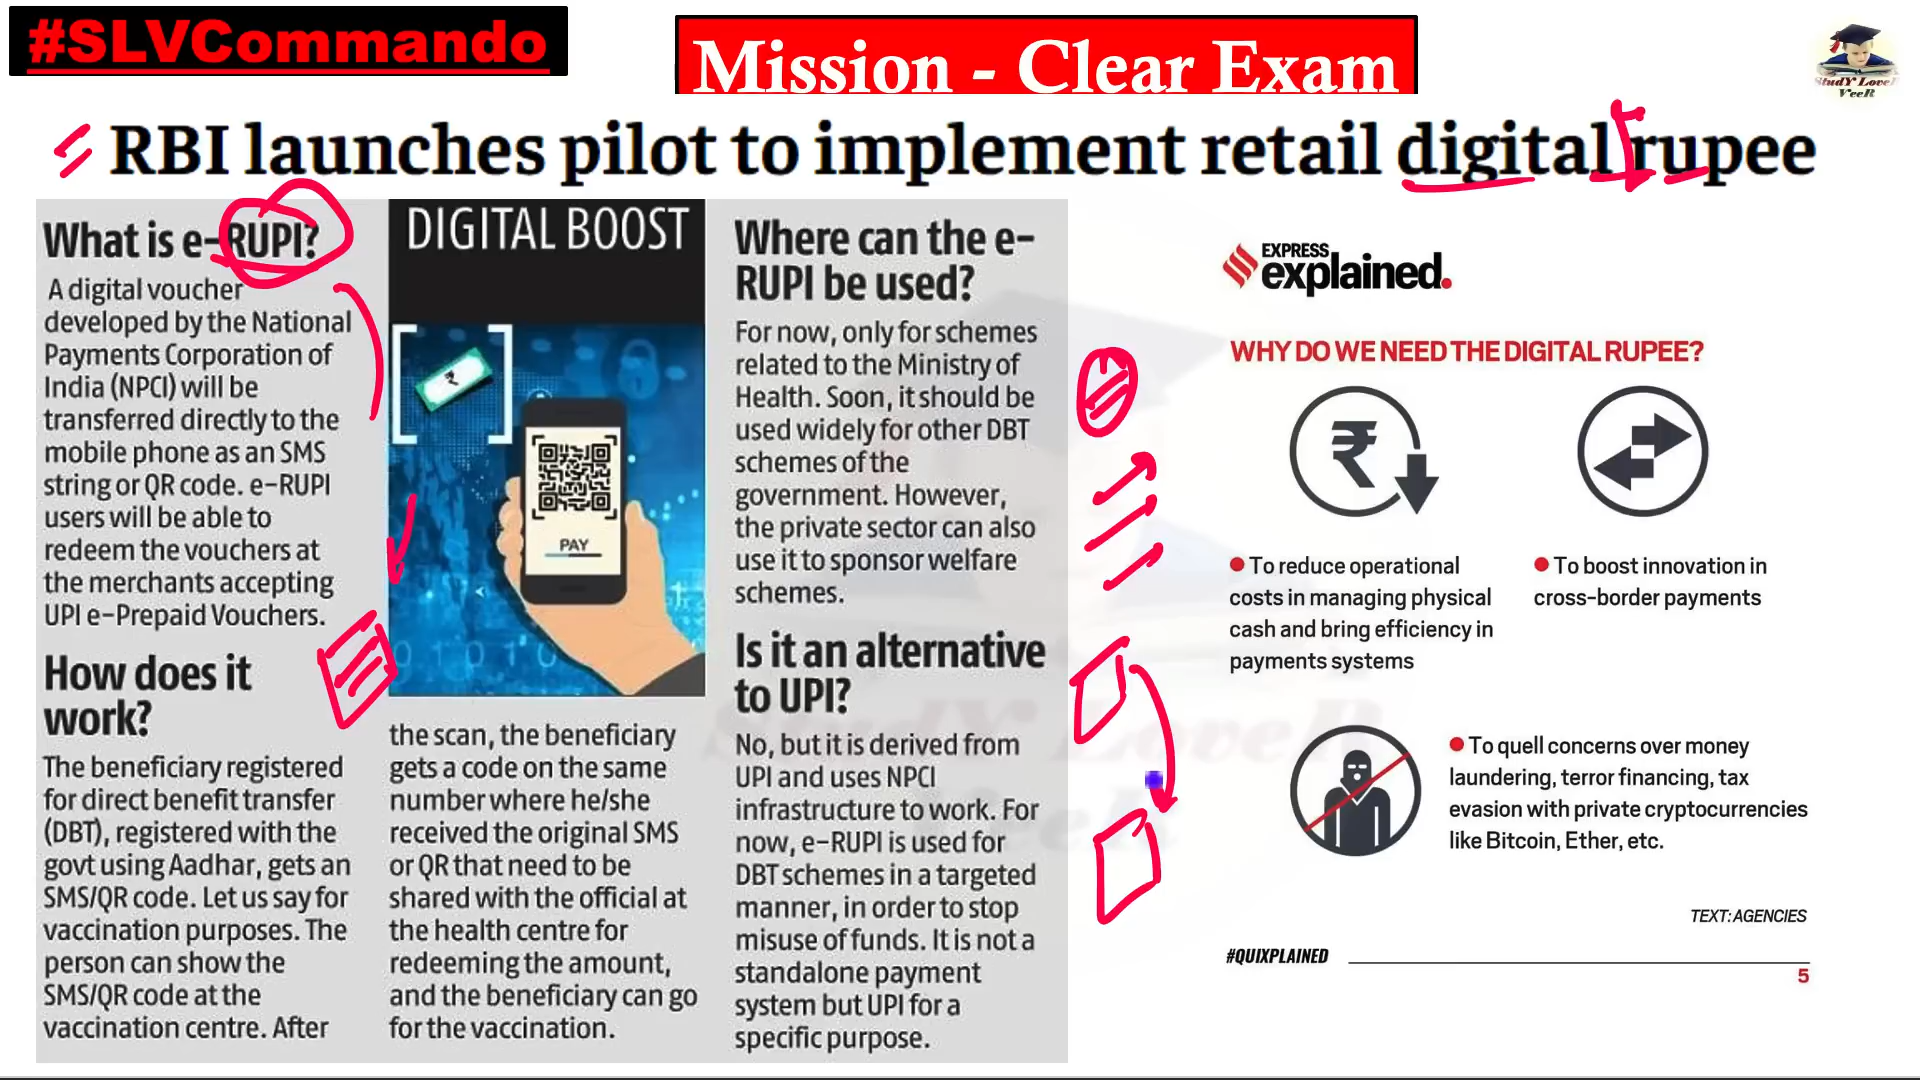 #SLVCommando
Mission - Clear Exam
StudY LoveR
VeeR
RBI launches pilot to implement retail digital rupee
What is e-RUPI?
A digital voucher
developed by the National
Payments Corporation of
India (NPCI) will be
transferred directly to the
mobile phone as an SMS
string or QR code. e-RUPI
users will be able to
redeem the vouchers at
the merchants accepting
UPI e-Prepaid Vouchers.
How does it
work?
The beneficiary registered
for direct benefit transfer
(DBT), registered with the
govt using Aadhar, gets an
SMS/QR code. Let us say for
vaccination purposes. The
person can show the
SMS/QR code at the
vaccination centre. After
DIGITAL BOOST
PAY
the scan, the beneficiary
gets a code on the same
number where he/she
received the original SMS
or QR that need to be
shared with the official at
the health centre for
redeeming the amount,
and the beneficiary can go
for the vaccination.
Where can the e-
RUPI be used?
For now, only for schemes
related to the Ministry of
Health. Soon, it should be
used widely for other DBT
schemes of the
government. However,
the private sector can also
use it to sponsor welfare
schemes.
Is it an alternative
to UPI?
No, but it is derived from
UPI and uses NPCI
infrastructure to work. For
now, e-RUPI is used for
DBT schemes in a targeted
manner, in order to stop
misuse of funds. It is not a
standalone payment
system but UPI for a
specific purpose.
StudY LoveR
VeeR
EXPRESS
explained.
WHY DO WE NEED THE DIGITAL RUPEE?
₹
To reduce operational
costs in managing physical
cash and bring efficiency in
payments systems
To boost innovation in
cross-border payments
To quell concerns over money
laundering, terror financing, tax
evasion with private cryptocurrencies
like Bitcoin, Ether, etc.
TEXT: AGENCIES
#QUIXPLAINED
5